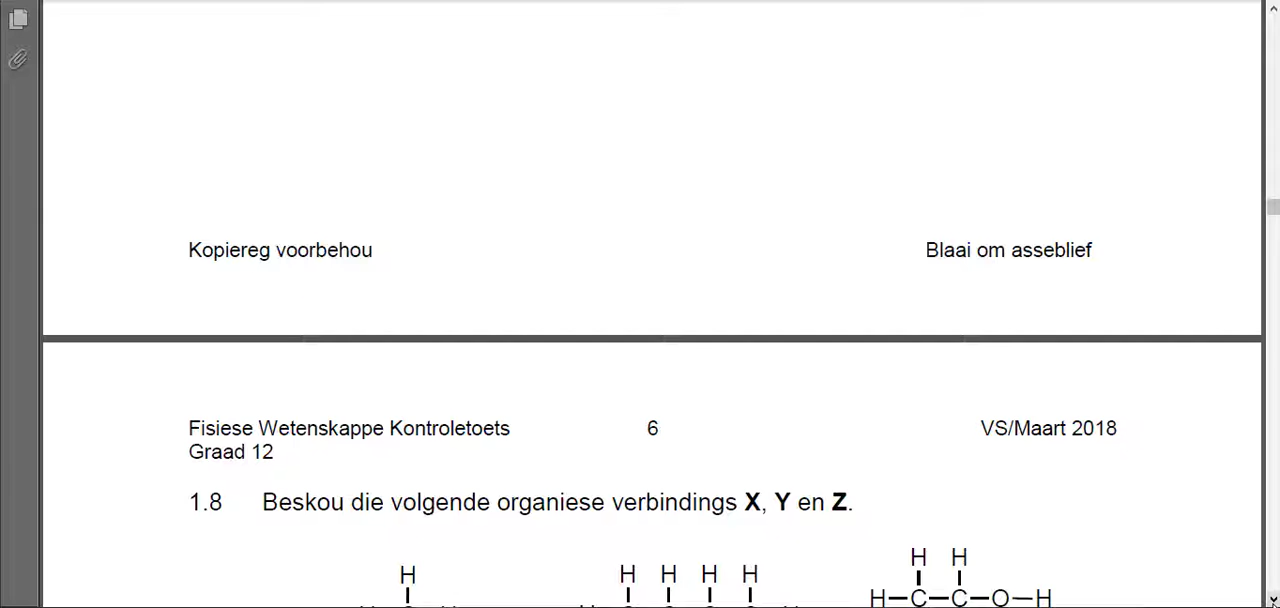 Kopiereg voorbehou Blaai om asseblief
Fisiese Wetenskappe Kontroletoets 6 VS/Maart 2018
Graad 12
1.8 Beskou die volgende organiese verbindings X, Y en Z.
H H
H H H H H
H—C—C—O—H